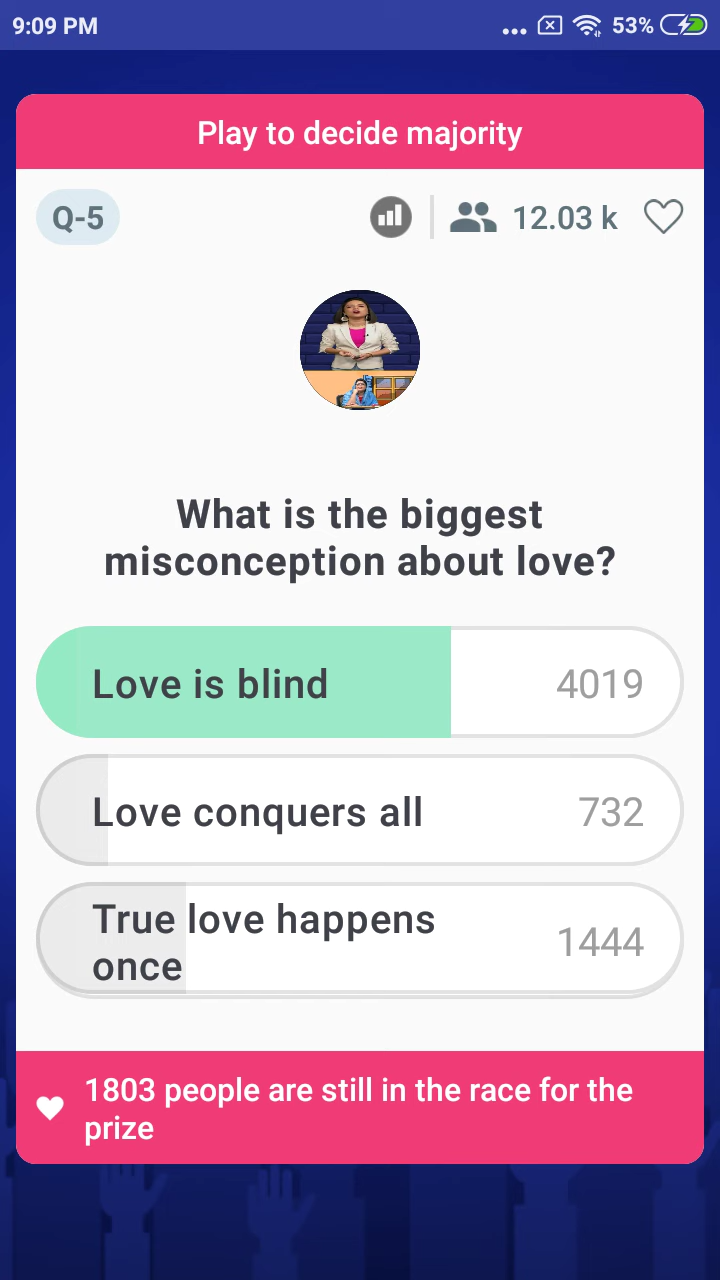 9:09 PM
53%
Play to decide majority
Q-5
12.03 k
What is the biggest
misconception about love?
Love is blind
4019
Love conquers all
732
True love happens
once
1444
1803 people are still in the race for the
prize